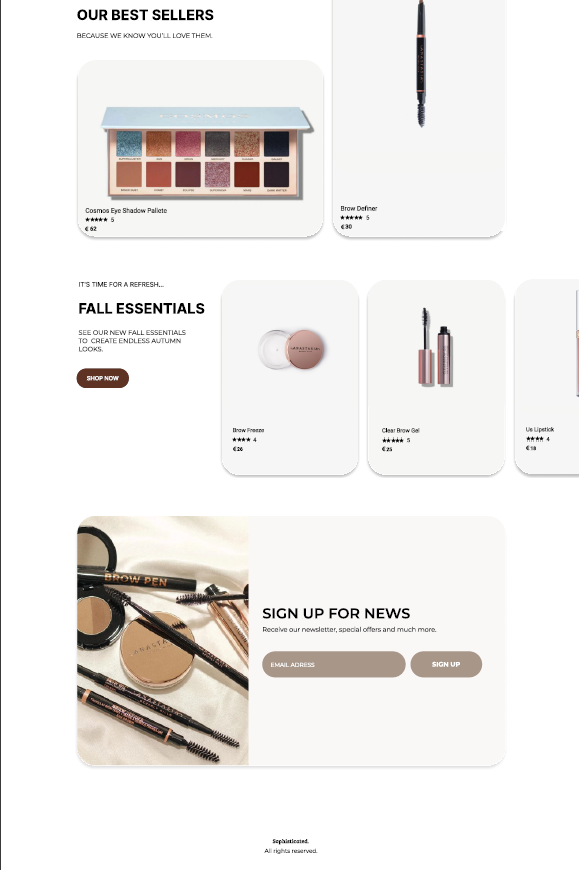 OUR BEST SELLERS
BECAUSE WE KNOW YOU'LL LOVE THEM.
COSMOS
Cosmos Eye Shadow Pallete
★★★★★ 5
€ 62
Brow Definer
★★★★★ 5
€30
IT'S TIME FOR A REFRESH...
FALL ESSENTIALS
SEE OUR NEW FALL ESSENTIALS
TO CREATE ENDLESS AUTUMN
LOOKS.
SHOP NOW
Brow Freeze
★★★★ 4
€26
Clear Brow Gel
★★★★★ 5
€25
Us Lipstick
★★★★ 4
€18
BROW PEN
SIGN UP FOR NEWS
Receive our newsletter, special offers and much more.
EMAIL ADRESS
SIGN UP
Sophisticated.
All rights reserved.